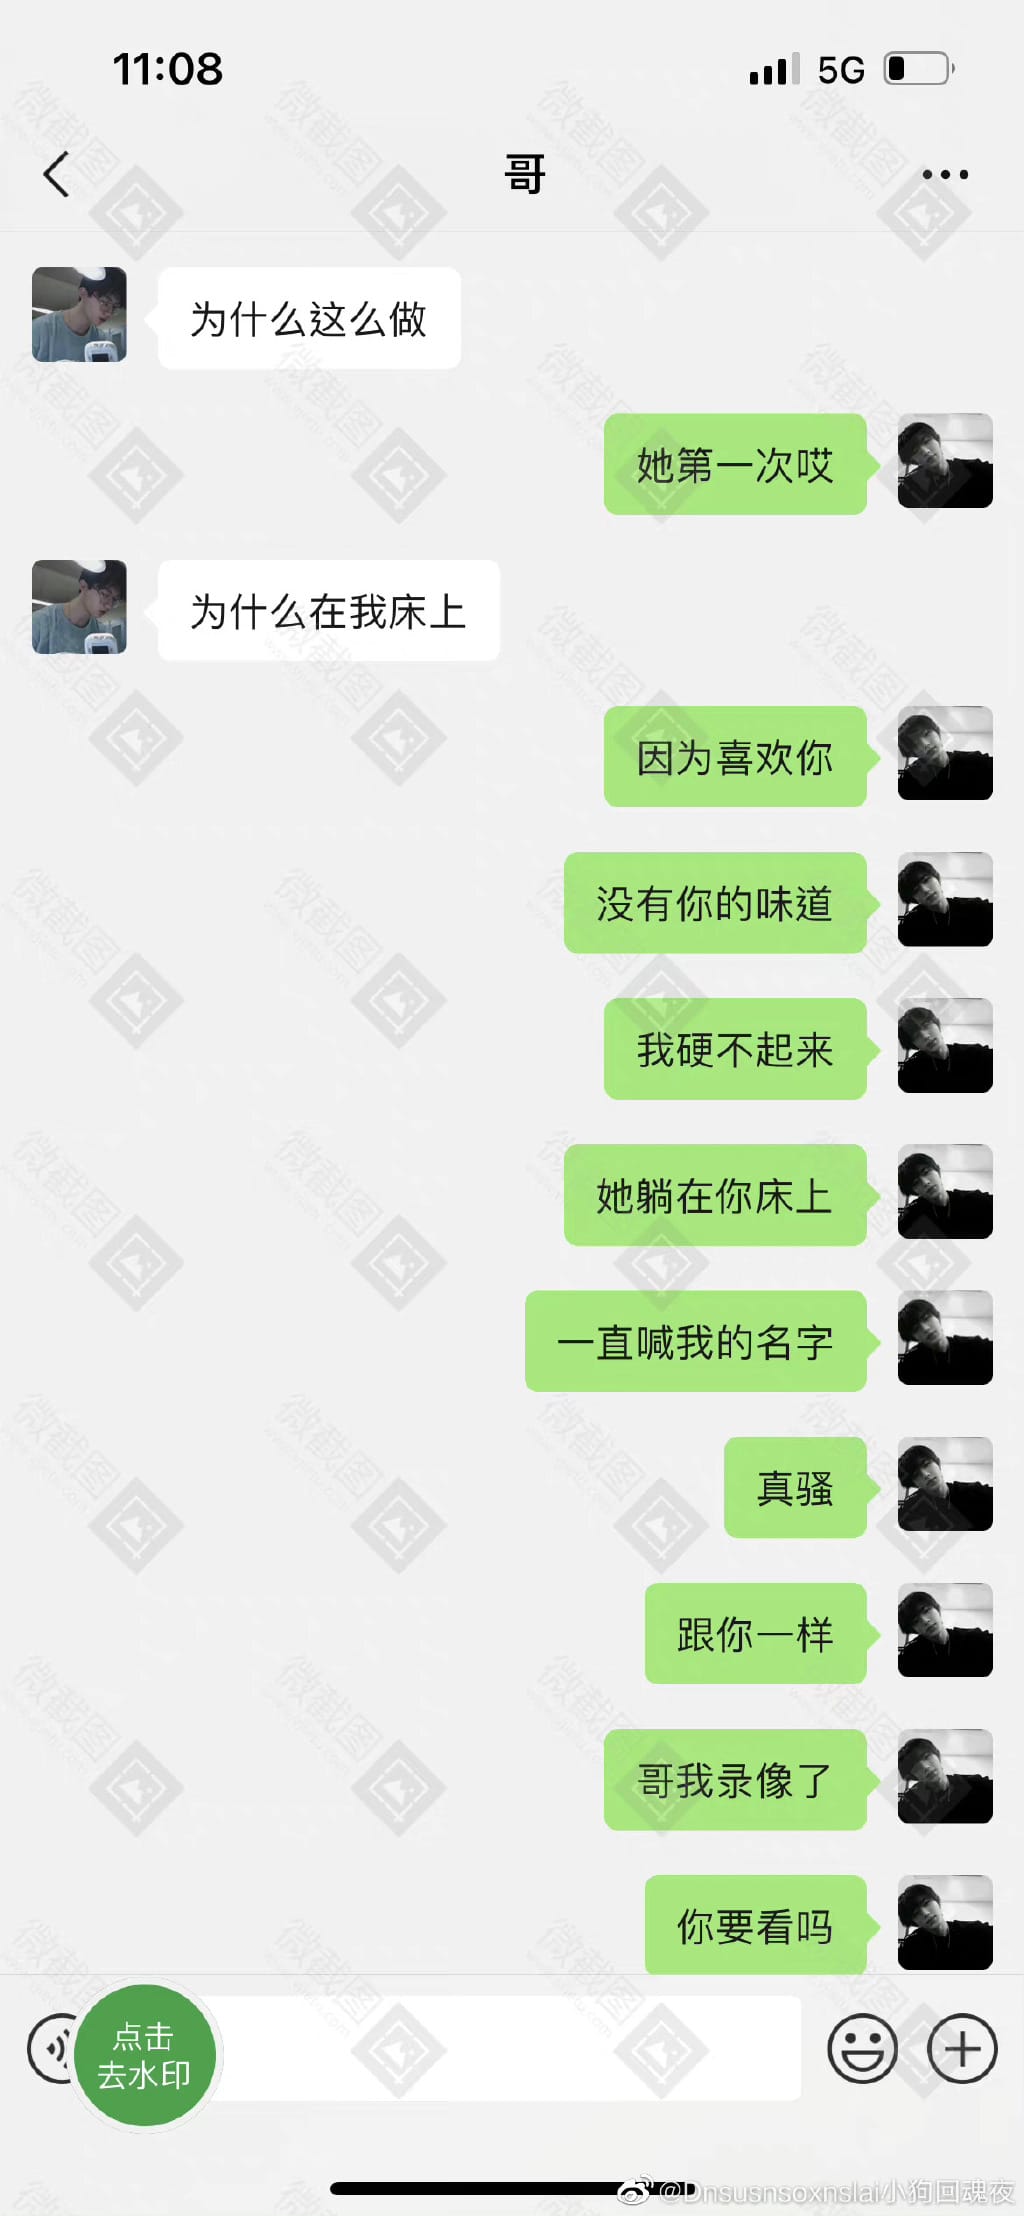 11:08
5G
哥
为什么这么做
她第一次哎
为什么在我床上
因为喜欢你
没有你的味道
我硬不起来
她躺在你床上
一直喊我的名字
真骚
跟你一样
哥我录像了
你要看吗
点击
去水印
@Dnsusnsoxnslai小狗回魂夜
微截图